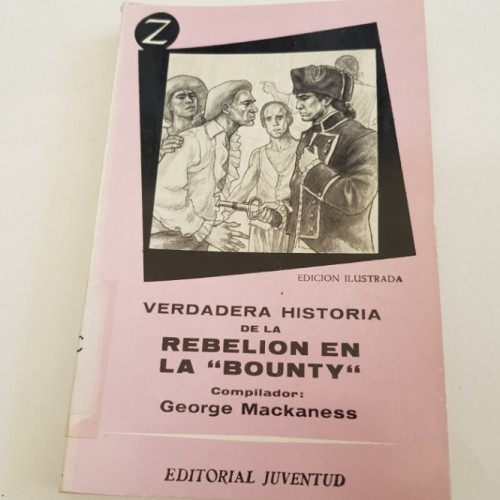 Z
EDICION ILUSTRADA
VERDADERA HISTORIA
DE LA
REBELION EN
LA "BOUNTY"
Compilador:
George Mackaness
EDITORIAL JUVENTUD